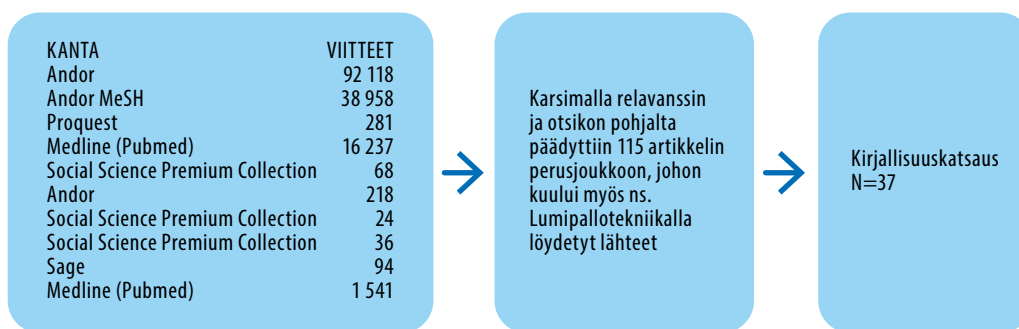 KANTA VIITTEET
Andor 92 118
Andor MeSH 38 958
Proquest 281
Medline (Pubmed) 16 237
Social Science Premium Collection 68
Andor 218
Social Science Premium Collection 24
Social Science Premium Collection 36
Sage 94
Medline (Pubmed) 1 541
Karsimalla relavanssin
ja otsikon pohjalta
päädyttiin 115 artikkelin
perusjoukkoon, johon
kuului myös ns.
Lumipallotekniikalla
löydetyt lähteet
Kirjallisuuskatsaus
N=37